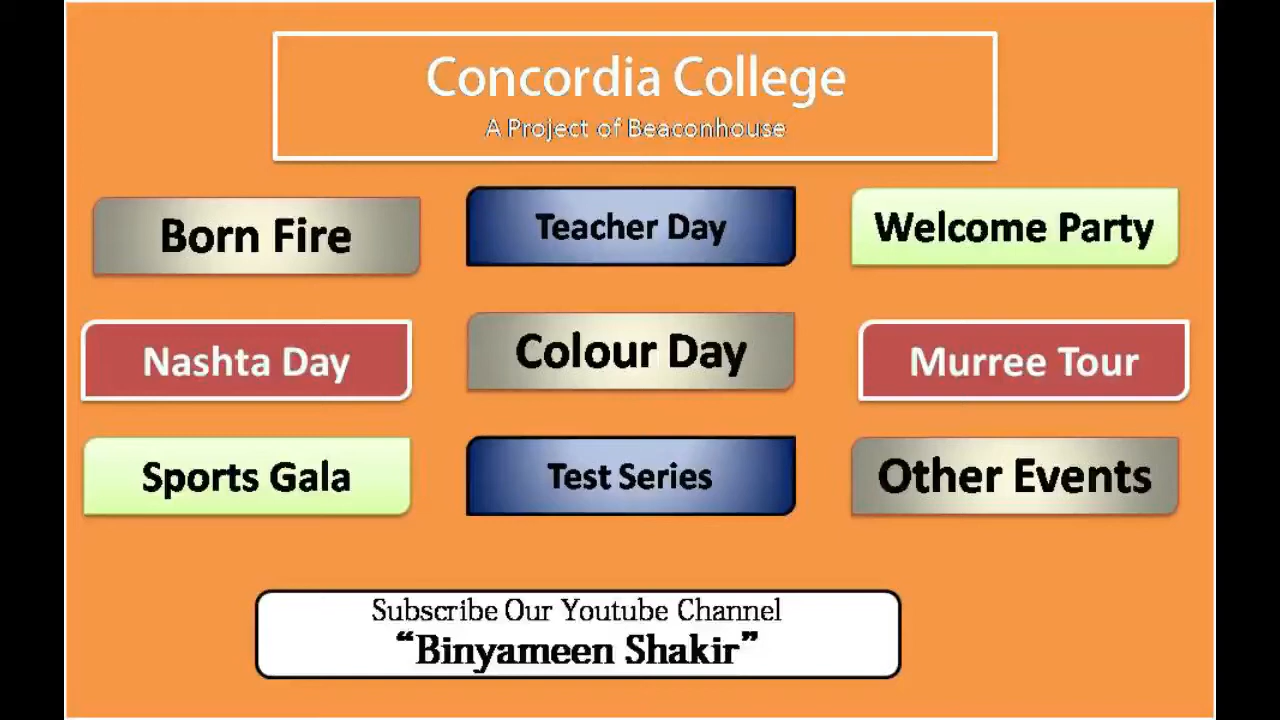 Concordia College
A Project of Beaconhouse
Born Fire
Teacher Day
Welcome Party
Nashta Day
Colour Day
Murree Tour
Sports Gala
Test Series
Other Events
Subscribe Our Youtube Channel
“Binyameen Shakir”